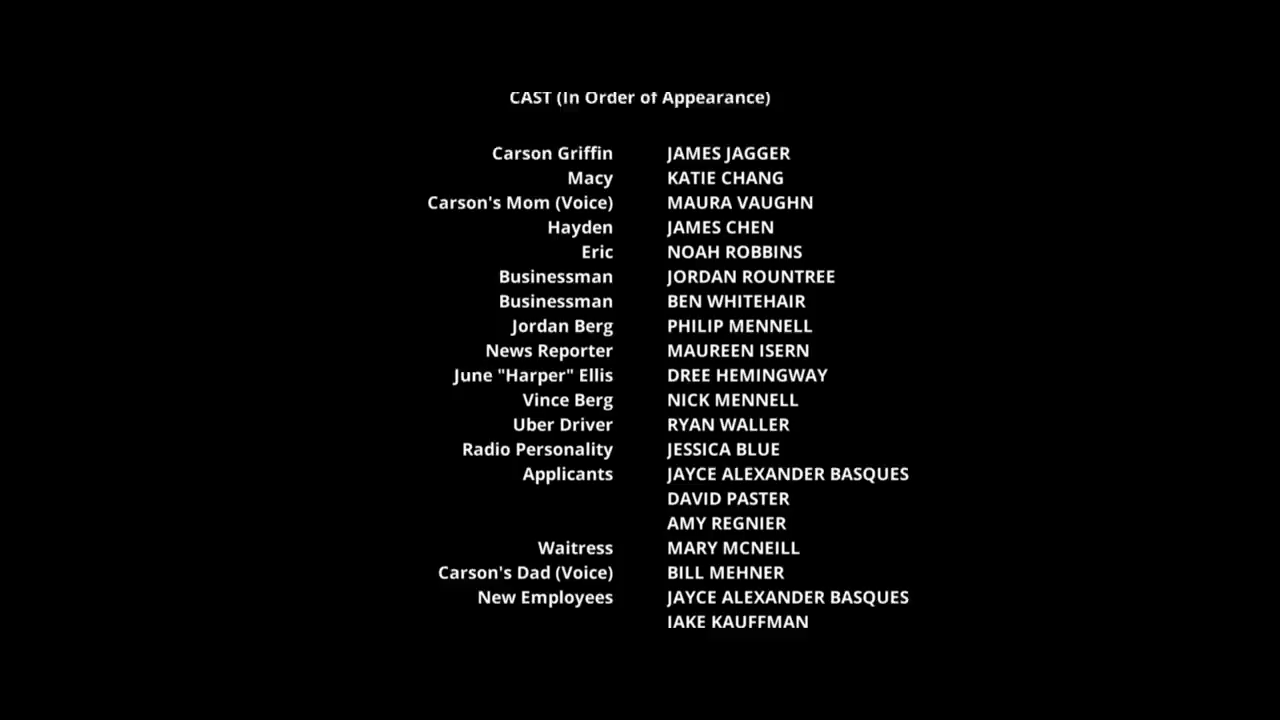 CAST (In Order of Appearance)
Carson Griffin JAMES JAGGER
Macy KATIE CHANG
Carson's Mom (Voice) MAURA VAUGHN
Hayden JAMES CHEN
Eric NOAH ROBBINS
Businessman JORDAN ROUNTREE
Businessman BEN WHITEHAIR
Jordan Berg PHILIP MENNELL
News Reporter MAUREEN ISERN
June "Harper" Ellis DREE HEMINGWAY
Vince Berg NICK MENNELL
Uber Driver RYAN WALLER
Radio Personality JESSICA BLUE
Applicants JAYCE ALEXANDER BASQUES
DAVID PASTER
AMY REGNIER
Waitress MARY MCNEILL
Carson's Dad (Voice) BILL MEHNER
New Employees JAYCE ALEXANDER BASQUES
JAKE KAUFFMAN